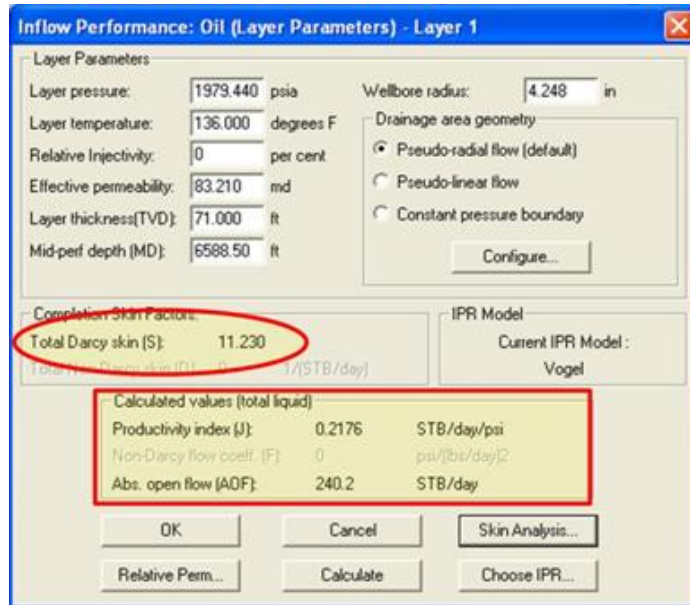 Inflow Performance: Oil (Layer Parameters) - Layer 1
Layer Parameters
Layer pressure: 1979.440 psia
Wellbore radius: 4.248 in
Layer temperature: 136.000 degrees F
Drainage area geometry
Relative Injectivity: 0 per cent
Pseudo-radial flow (default)
Effective permeability: 83.210 md
Pseudo-linear flow
Layer thickness(TVD): 71.000 ft
Constant pressure boundary
Mid-perf depth (MD): 6588.50 ft
Configure...
Completion Skin Factors:
IPR Model
Total Darcy skin (S): 11.230
Current IPR Model :
Total Non-Darcy skin (D): 0 1/(STB/day)
Vogel
Calculated values (total liquid)
Productivity index (J): 0.2176 STB/day/psi
Non-Darcy flow coeff. (F): 0 psi/(lbs/day)2
Abs. open flow (AOF): 240.2 STB/day
OK Cancel Skin Analysis...
Relative Perm... Calculate Choose IPR...